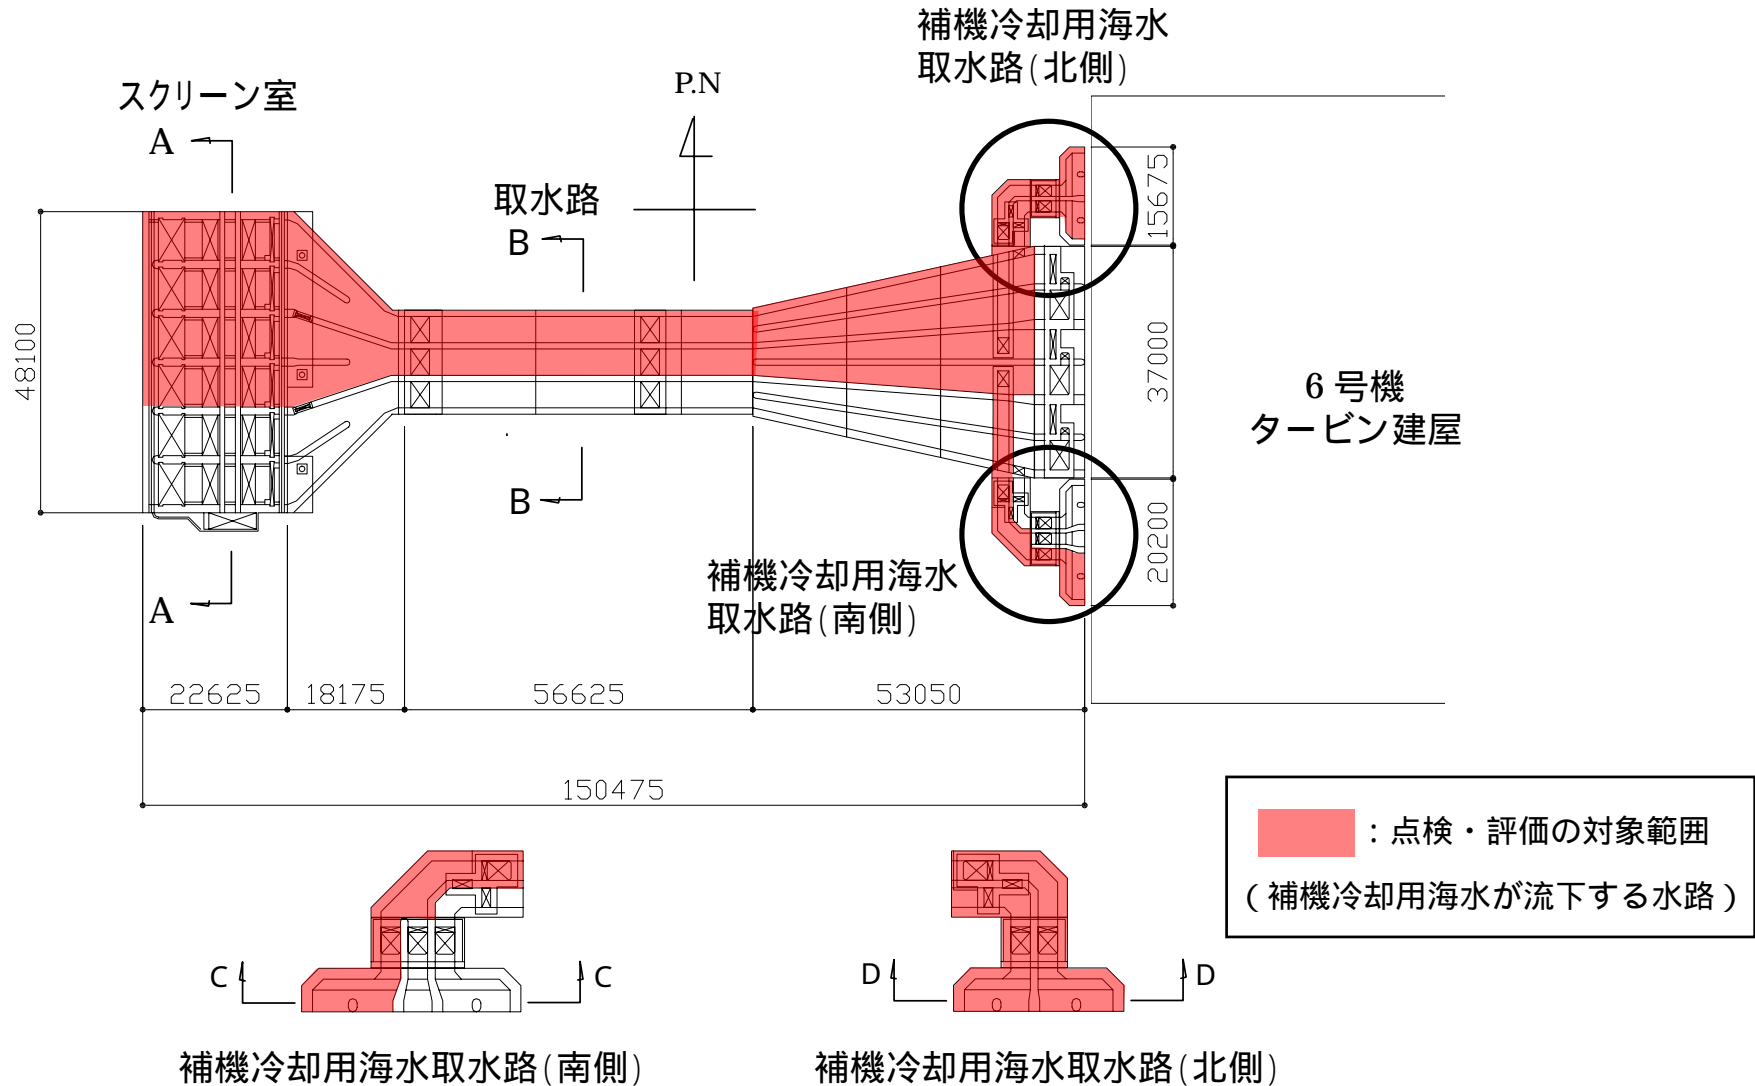 補機冷却用海水
取水路(北側)
スクリーン室
P.N
A
取水路
B
15675
48100
37000
6 号機
タービン建屋
B
20200
補機冷却用海水
取水路(南側)
A
22625
18175
56625
53050
150475
：点検・評価の対象範囲
（補機冷却用海水が流下する水路）
C
C
D
D
補機冷却用海水取水路(南側)
補機冷却用海水取水路(北側)